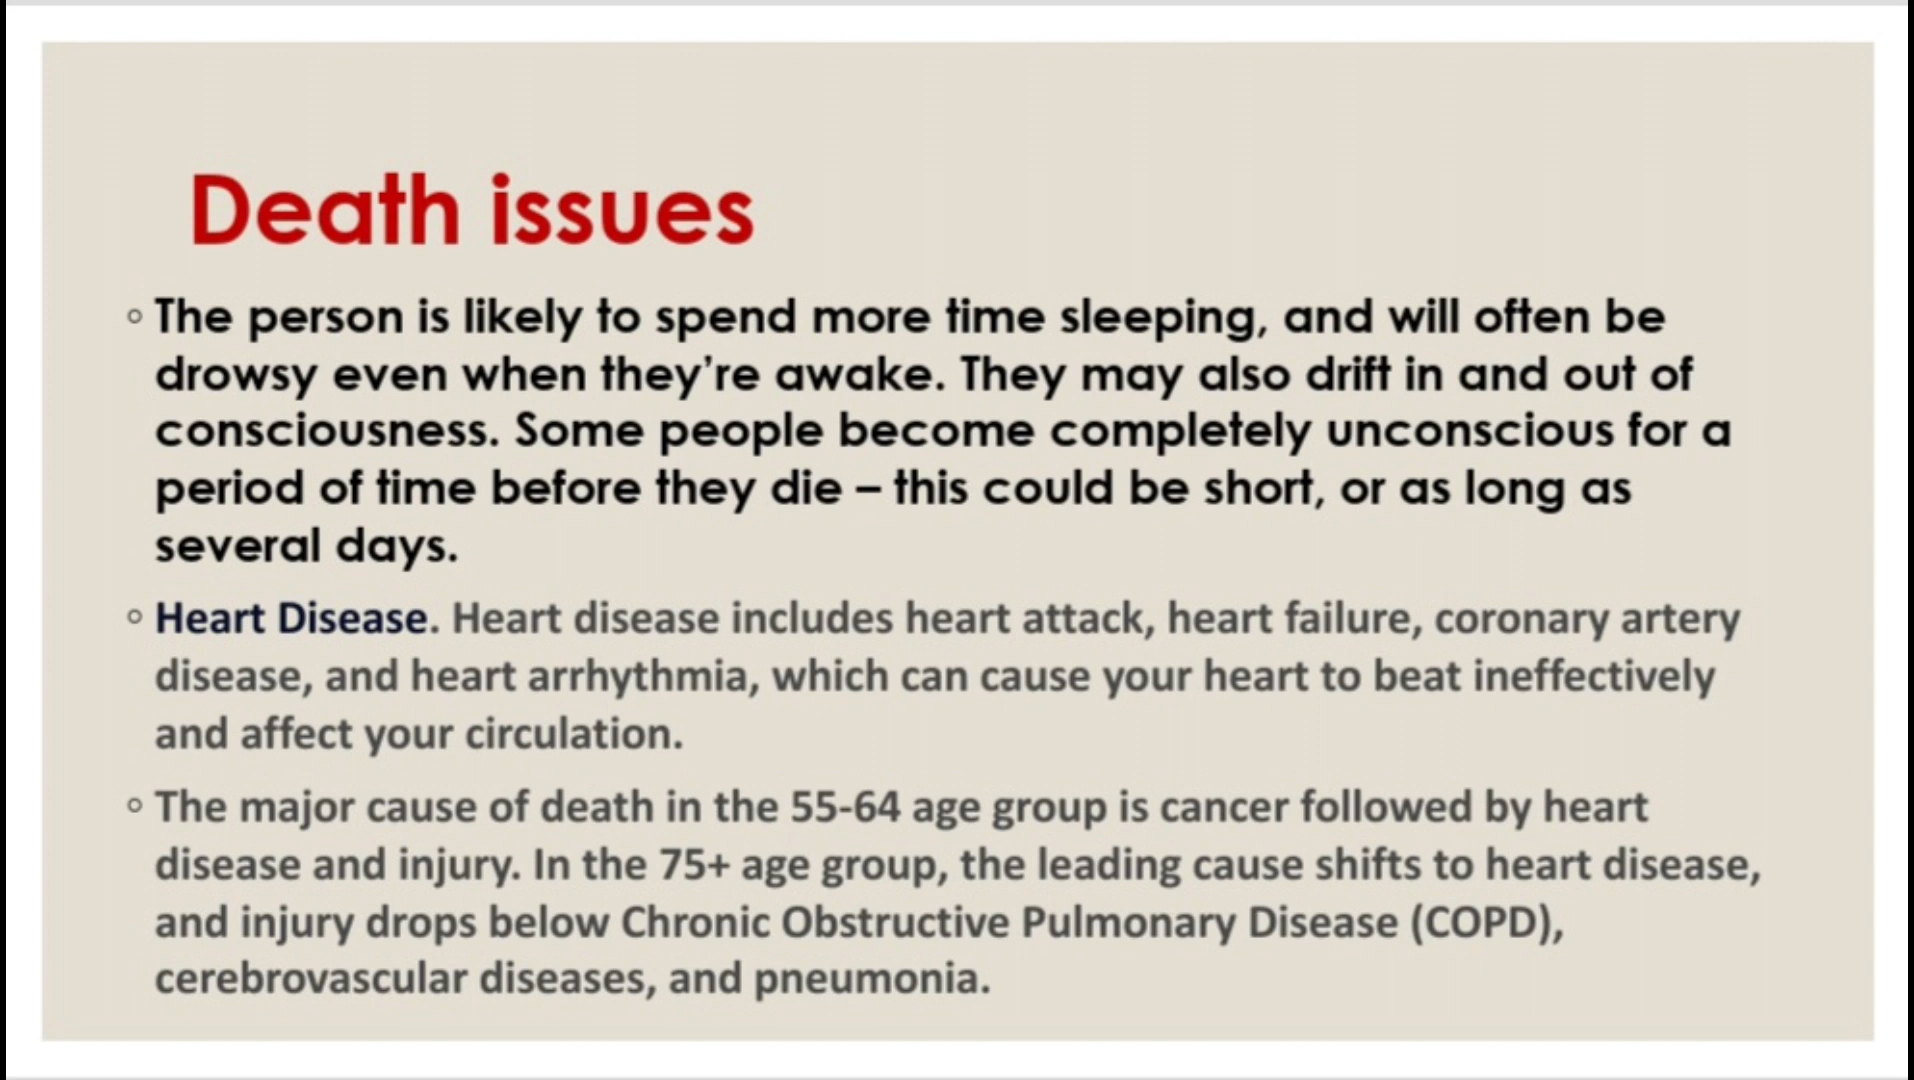 Death issues
◦ The person is likely to spend more time sleeping, and will often be
drowsy even when they’re awake. They may also drift in and out of
consciousness. Some people become completely unconscious for a
period of time before they die – this could be short, or as long as
several days.
◦ Heart Disease. Heart disease includes heart attack, heart failure, coronary artery
disease, and heart arrhythmia, which can cause your heart to beat ineffectively
and affect your circulation.
◦ The major cause of death in the 55-64 age group is cancer followed by heart
disease and injury. In the 75+ age group, the leading cause shifts to heart disease,
and injury drops below Chronic Obstructive Pulmonary Disease (COPD),
cerebrovascular diseases, and pneumonia.